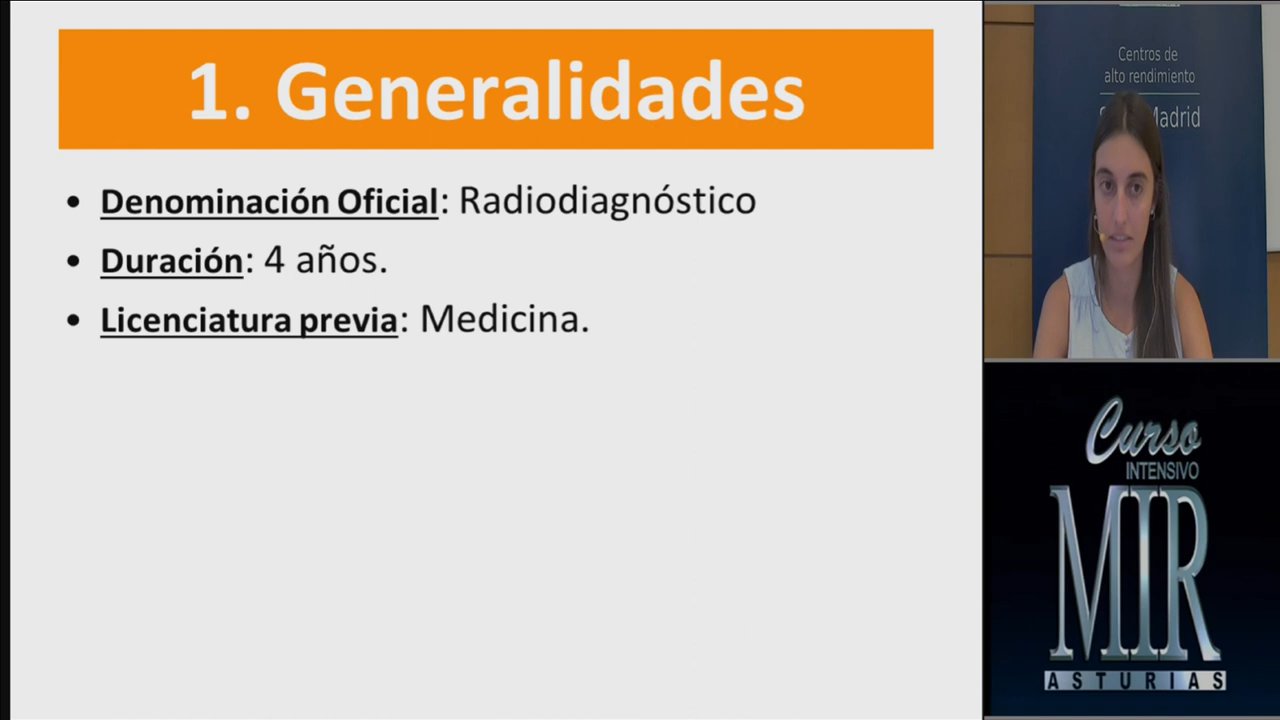 1. Generalidades
• Denominación Oficial: Radiodiagnóstico
• Duración: 4 años.
• Licenciatura previa: Medicina.
Centros de
alto rendimiento
Madrid
Curso
INTENSIVO
MIR
ASTURIAS